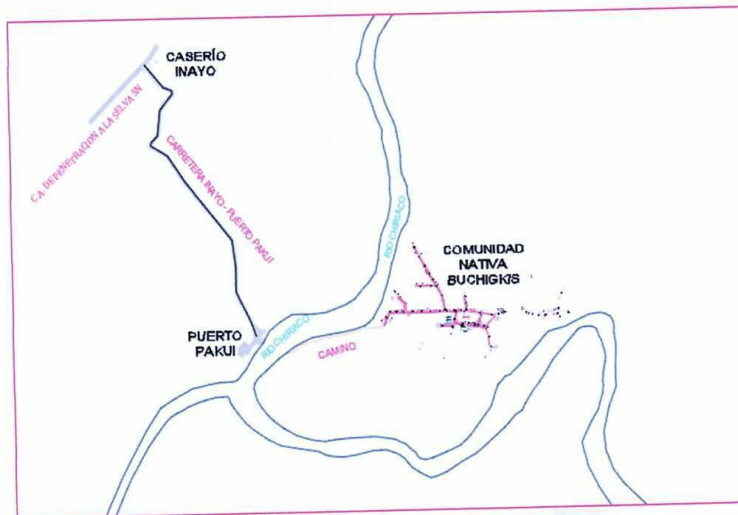 CASERÍO
INAYO
CA. DE PENETRACION A LA SELVA SN
CARRETERA INAYO - PUERTO PAKUI
RIO CHIRIACO
COMUNIDAD
NATIVA
BUCHIGKIS
PUERTO
PAKUI
RIO CHIRIACO
CAMINO